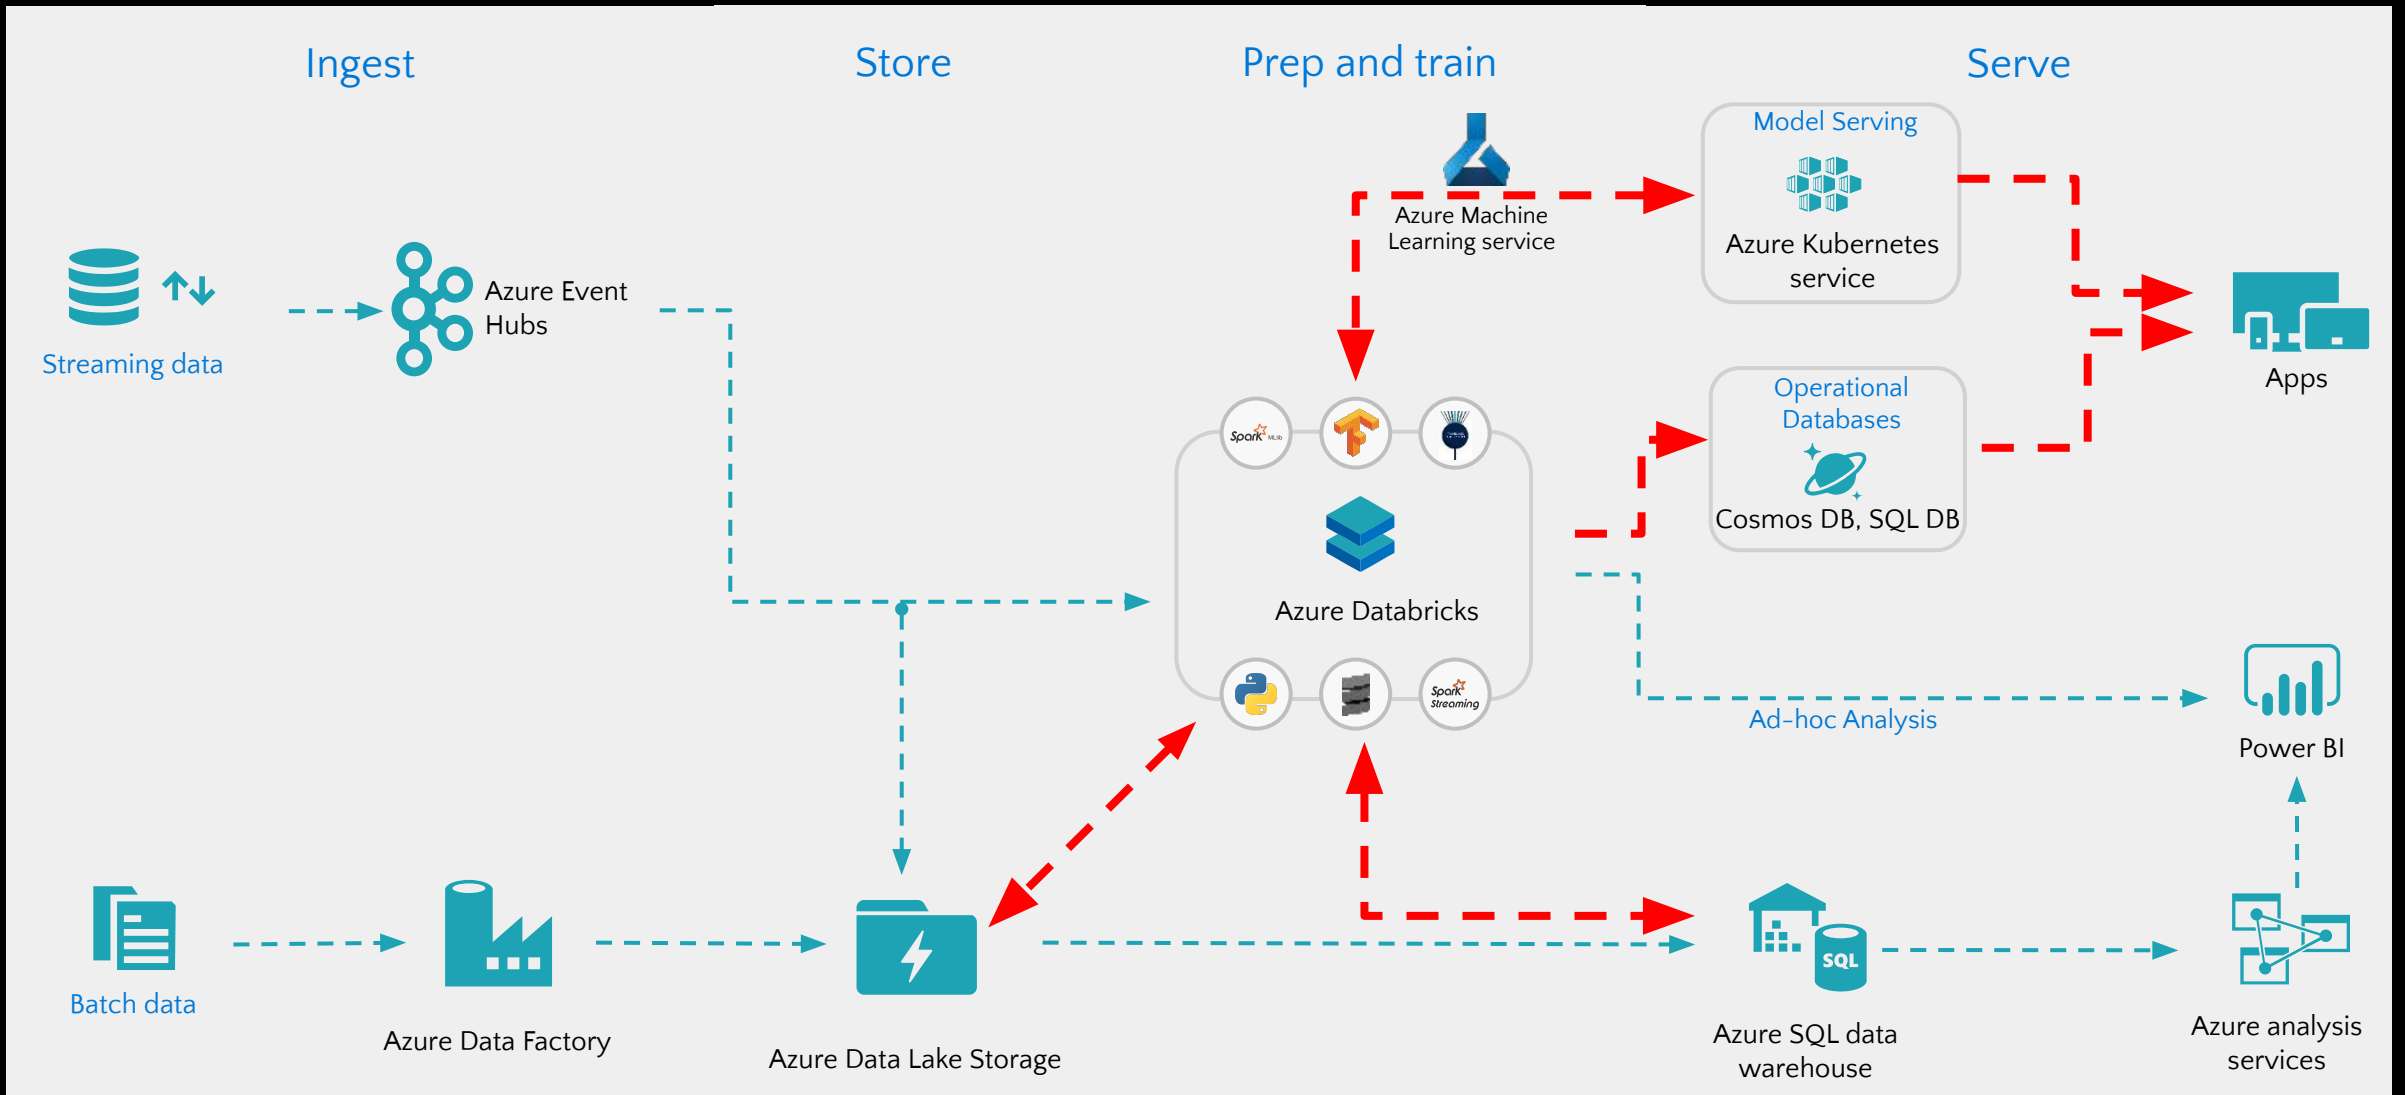 Ingest
Store
Prep and train
Serve
Model Serving
Azure Machine
Learning service
Azure Kubernetes
service
Azure Event
Hubs
Streaming data
Apps
Operational
Databases
Spark MLlib
Cosmos DB, SQL DB
Azure Databricks
Spark
Streaming
Ad-hoc Analysis
Power BI
SQL
Batch data
Azure Data Factory
Azure Data Lake Storage
Azure SQL data
warehouse
Azure analysis
services